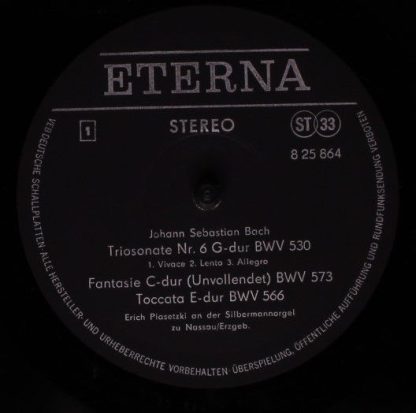 ETERNA
1
STEREO
ST 33
8 25 864
Johann Sebastian Bach
Triosonate Nr. 6 G-dur BWV 530
1. Vivace 2. Lento 3. Allegro
Fantasie C-dur (Unvollendet) BWV 573
Toccata E-dur BWV 566
Erich Piasetzki an der Silbermannorgel
zu Nassau/Erzgeb.
VEB DEUTSCHE SCHALLPLATTEN · ALLE HERSTELLER- UND URHEBERRECHTE VORBEHALTEN · ÜBERSPIELUNG, ÖFFENTLICHE AUFFÜHRUNG UND RUNDFUNKSENDUNG VERBOTEN